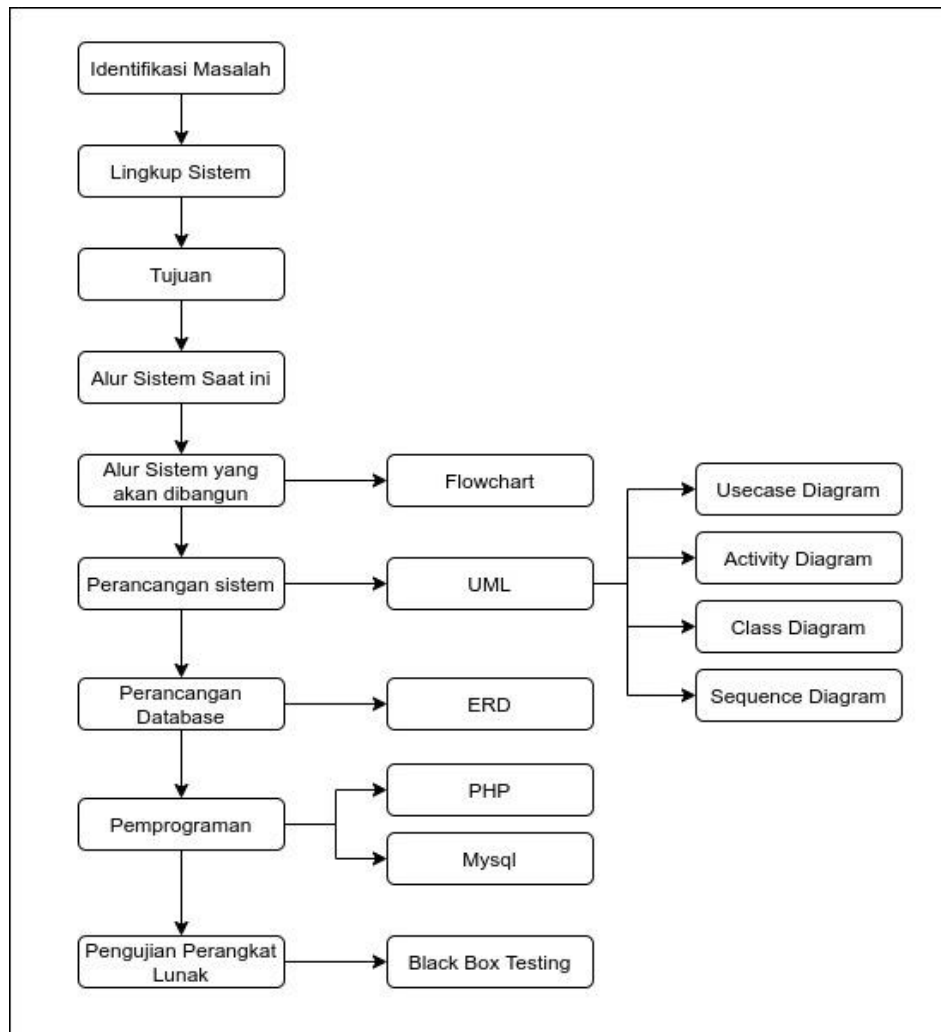 Identifikasi Masalah
Lingkup Sistem
Tujuan
Alur Sistem Saat ini
Alur Sistem yang
akan dibangun
Flowchart
Usecase Diagram
Activity Diagram
Perancangan sistem
UML
Class Diagram
Sequence Diagram
Perancangan
Database
ERD
PHP
Pemprograman
Mysql
Pengujian Perangkat
Lunak
Black Box Testing